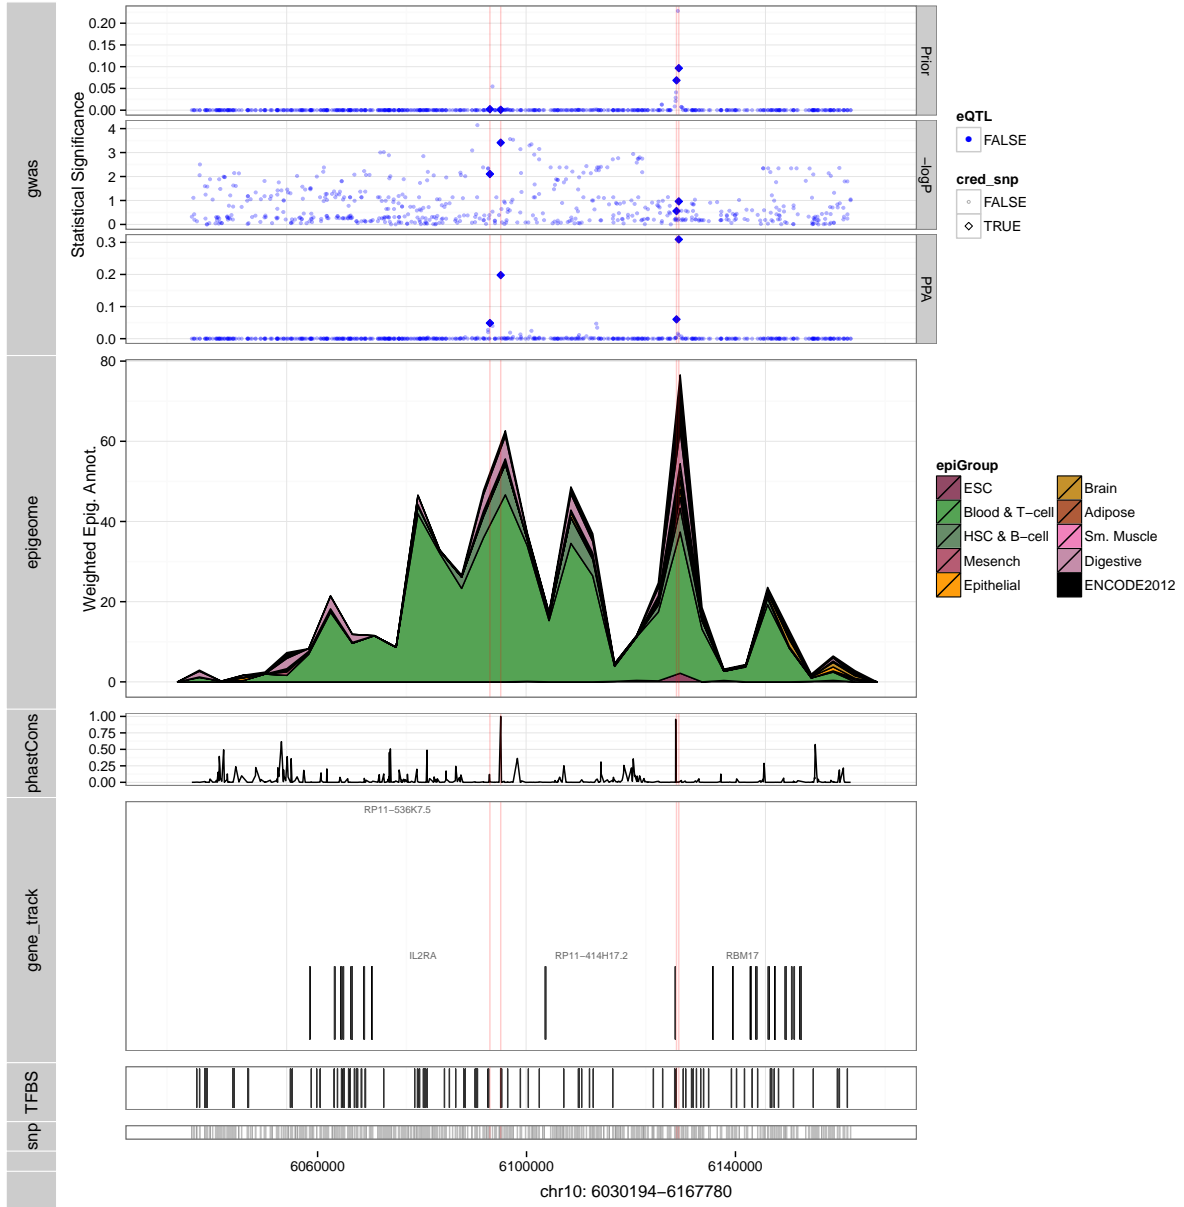 gwas
Statistical Significance
0.20
0.15
0.10
0.05
0.00
Prior
4
3
2
1
0
−logP
0.3
0.2
0.1
0.0
PPA
eQTL
FALSE
cred_snp
FALSE
TRUE
epigeome
Weighted Epig. Annot.
80
60
40
20
0
epiGroup
ESC
Blood & T−cell
HSC & B−cell
Mesench
Epithelial
Brain
Adipose
Sm. Muscle
Digestive
ENCODE2012
phastCons
1.00
0.75
0.50
0.25
0.00
gene_track
RP11−536K7.5
IL2RA
RP11−414H17.2
RBM17
TFBS
snp
6060000
6100000
6140000
chr10: 6030194−6167780